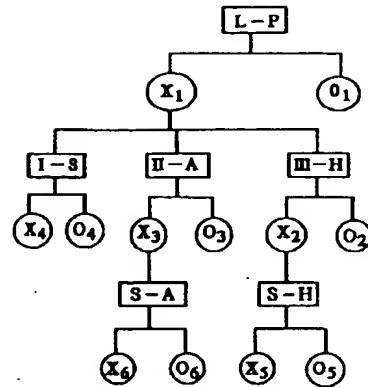 L - P
X1 O1
I - S II - A III - H
X4 O4 X3 O3 X2 O2
S - A S - H
X6 O6 X5 O5